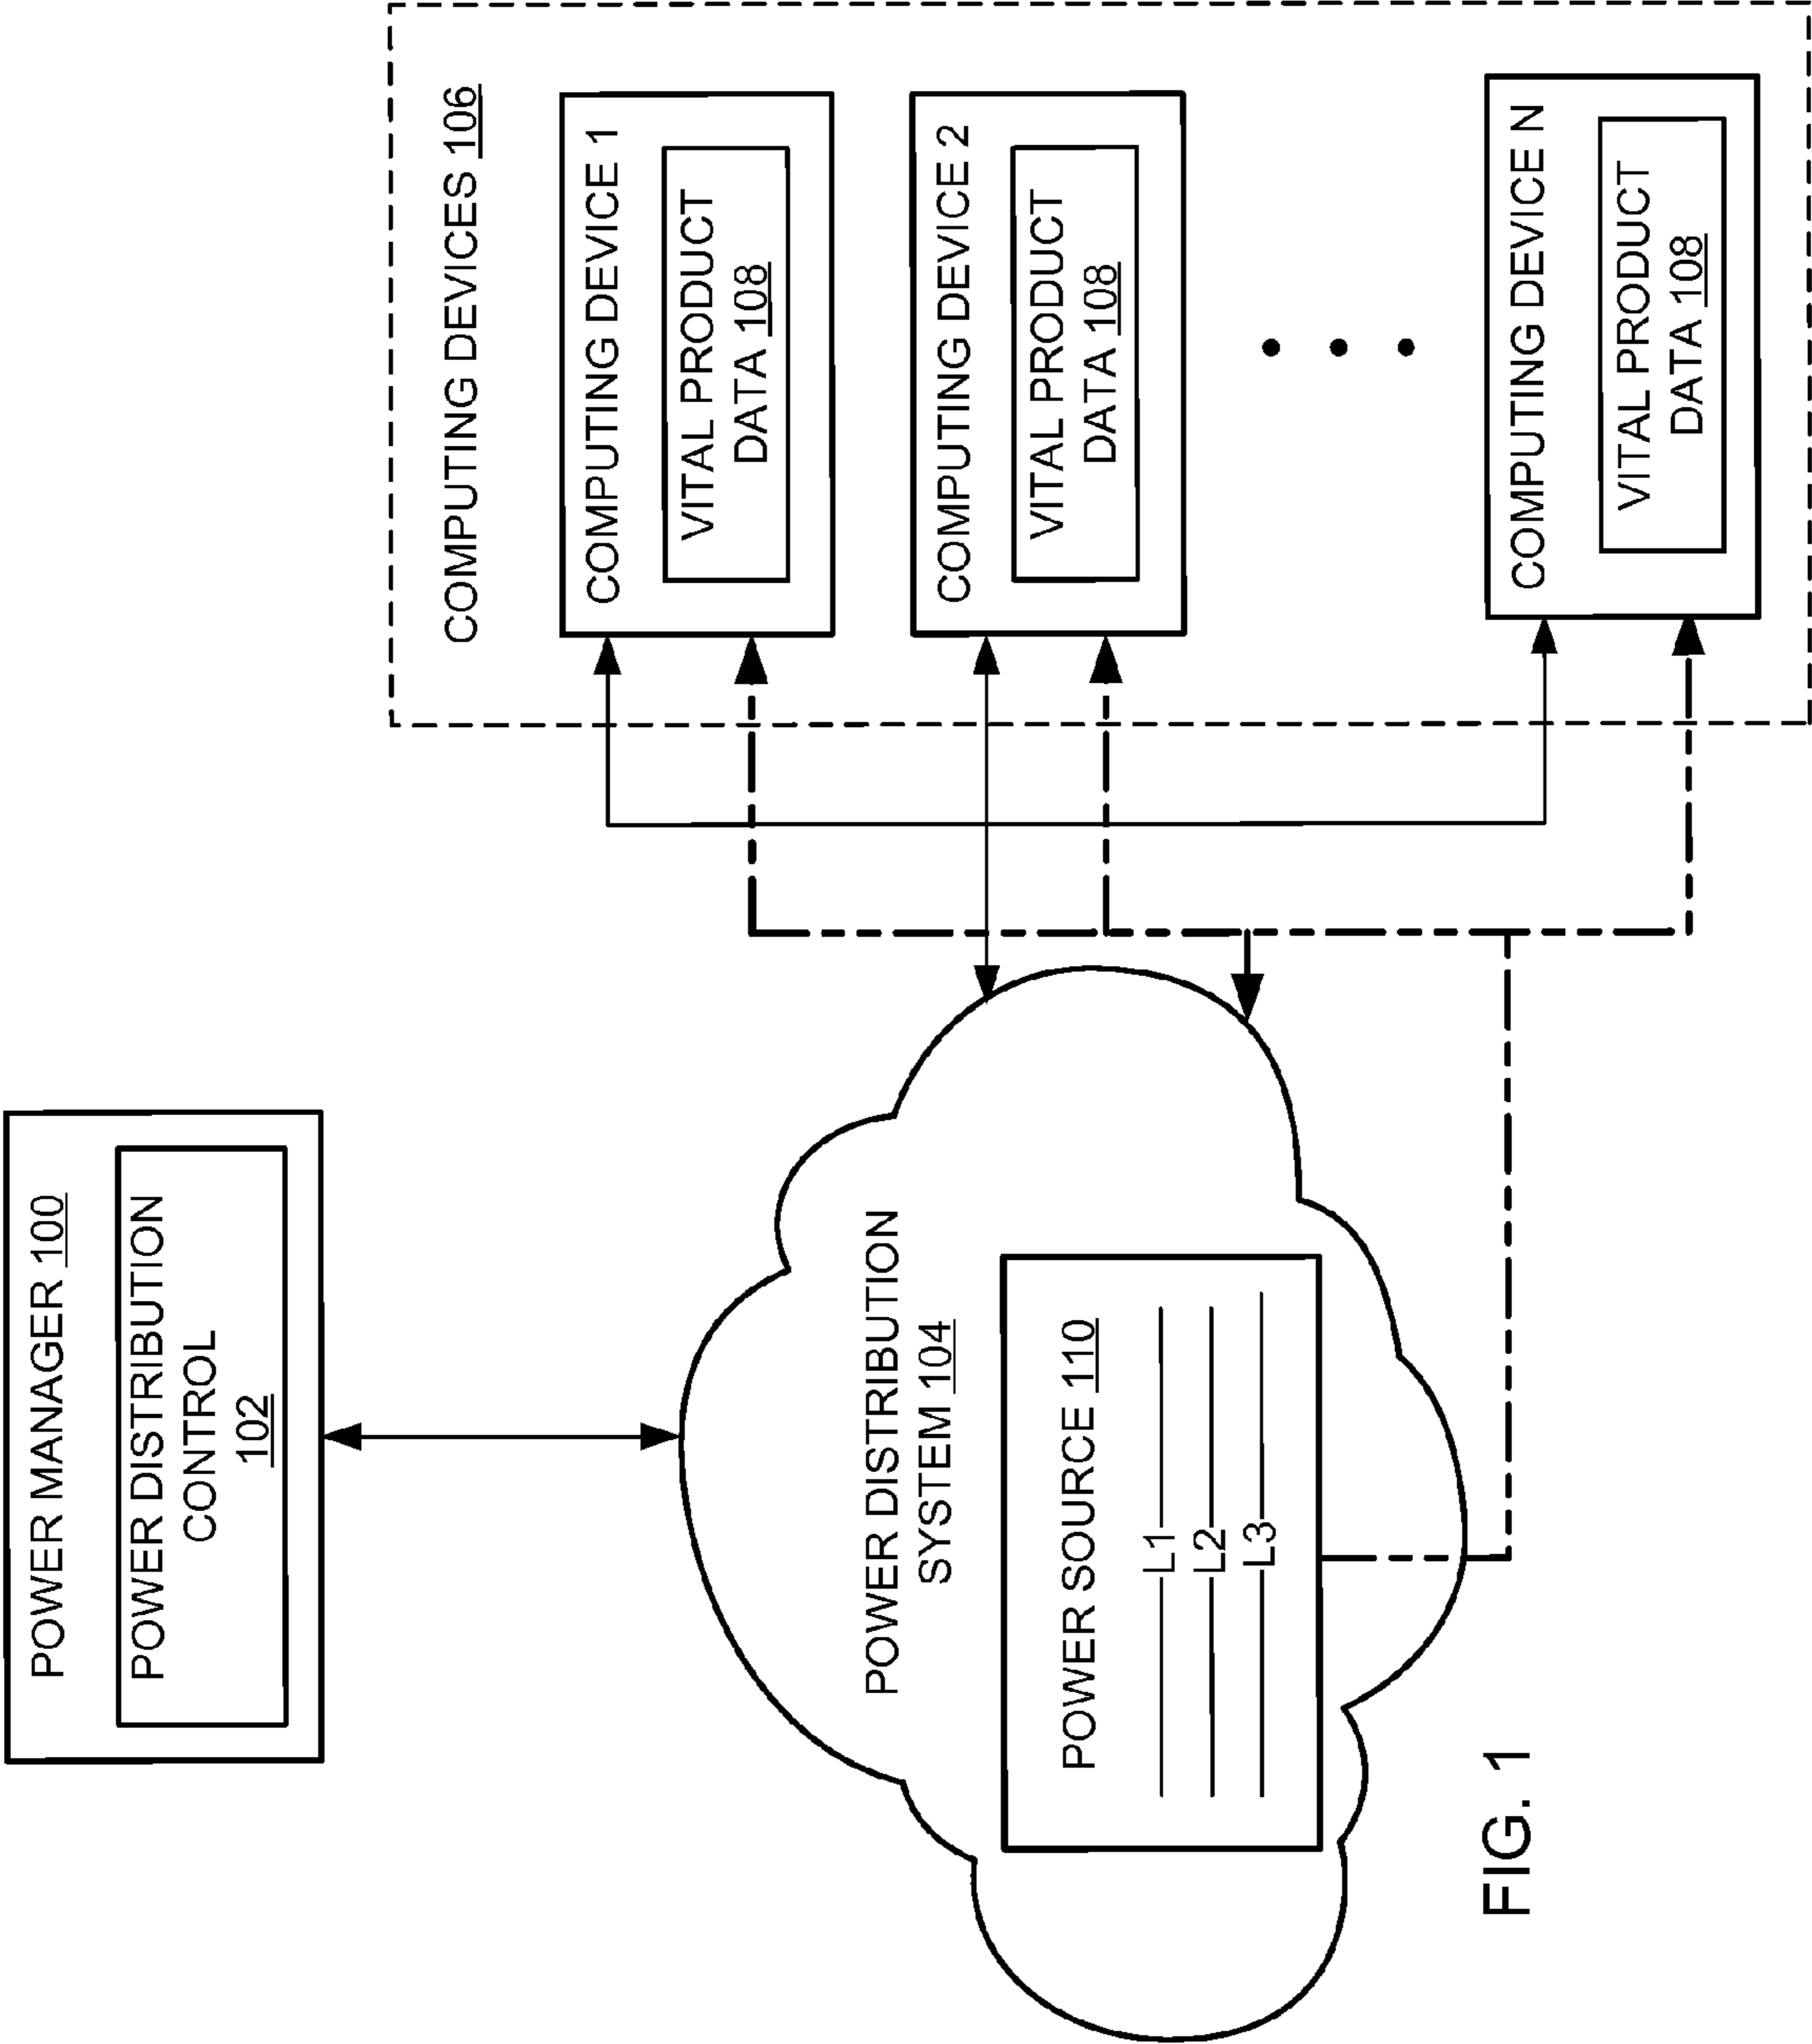 POWER MANAGER 100
POWER DISTRIBUTION
CONTROL
102
POWER DISTRIBUTION
SYSTEM 104
POWER SOURCE 110
L1
L2
L3
COMPUTING DEVICES 106
COMPUTING DEVICE 1
VITAL PRODUCT
DATA 108
COMPUTING DEVICE 2
VITAL PRODUCT
DATA 108
COMPUTING DEVICE N
VITAL PRODUCT
DATA 108
FIG. 1